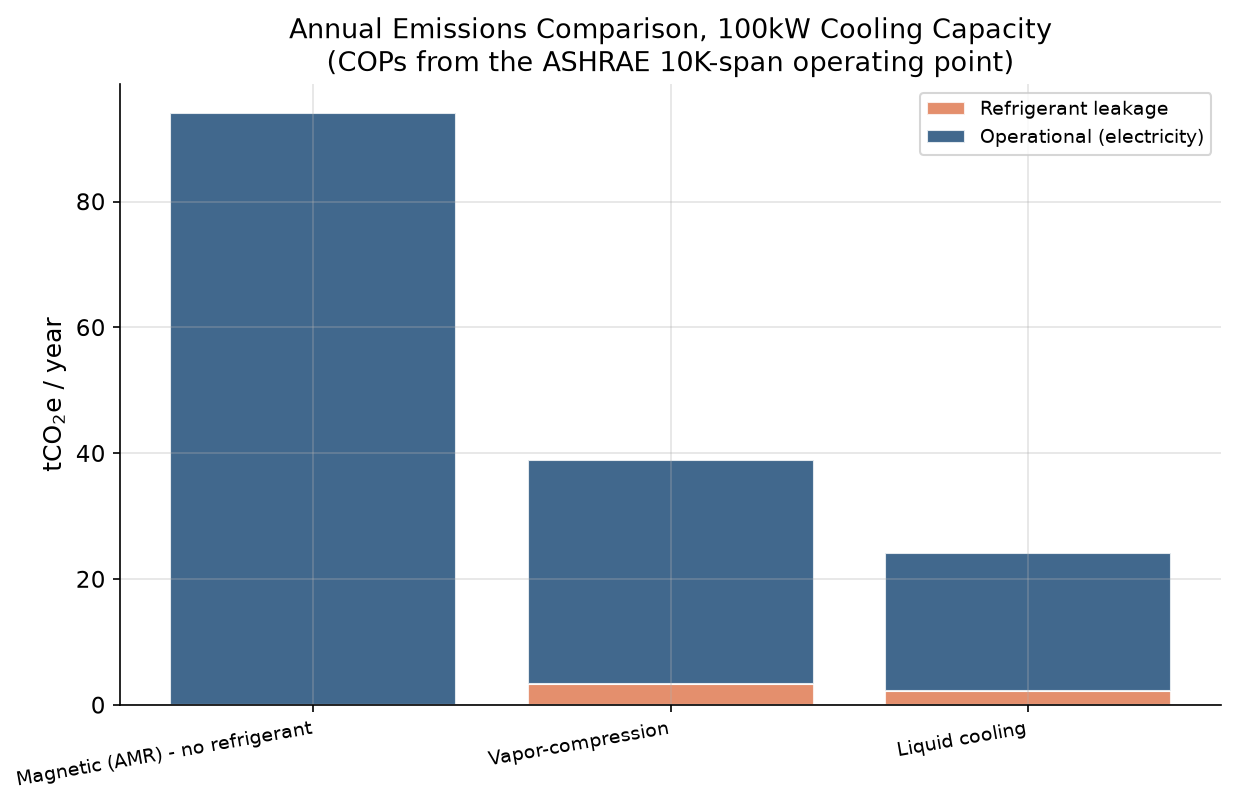 Annual Emissions Comparison, 100kW Cooling Capacity
(COPs from the ASHRAE 10K-span operating point)
Refrigerant leakage
Operational (electricity)
tCO₂e / year
80
60
40
20
0
Magnetic (AMR) - no refrigerant
Vapor-compression
Liquid cooling